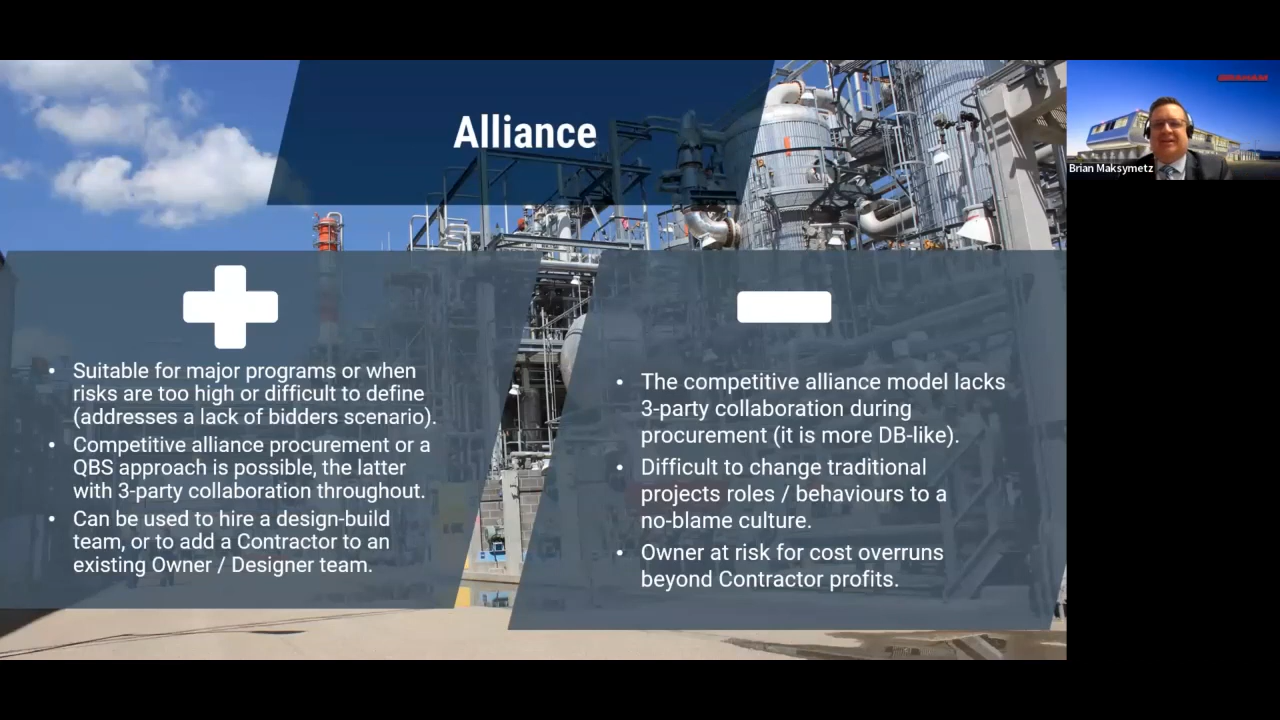 Alliance
Brian Maksymetz
• Suitable for major programs or when
risks are too high or difficult to define
(addresses a lack of bidders scenario).
• Competitive alliance procurement or a
QBS approach is possible, the latter
with 3-party collaboration throughout.
• Can be used to hire a design-build
team, or to add a Contractor to an
existing Owner / Designer team.
• The competitive alliance model lacks
3-party collaboration during
procurement (it is more DB-like).
• Difficult to change traditional
projects roles / behaviours to a
no-blame culture.
• Owner at risk for cost overruns
beyond Contractor profits.